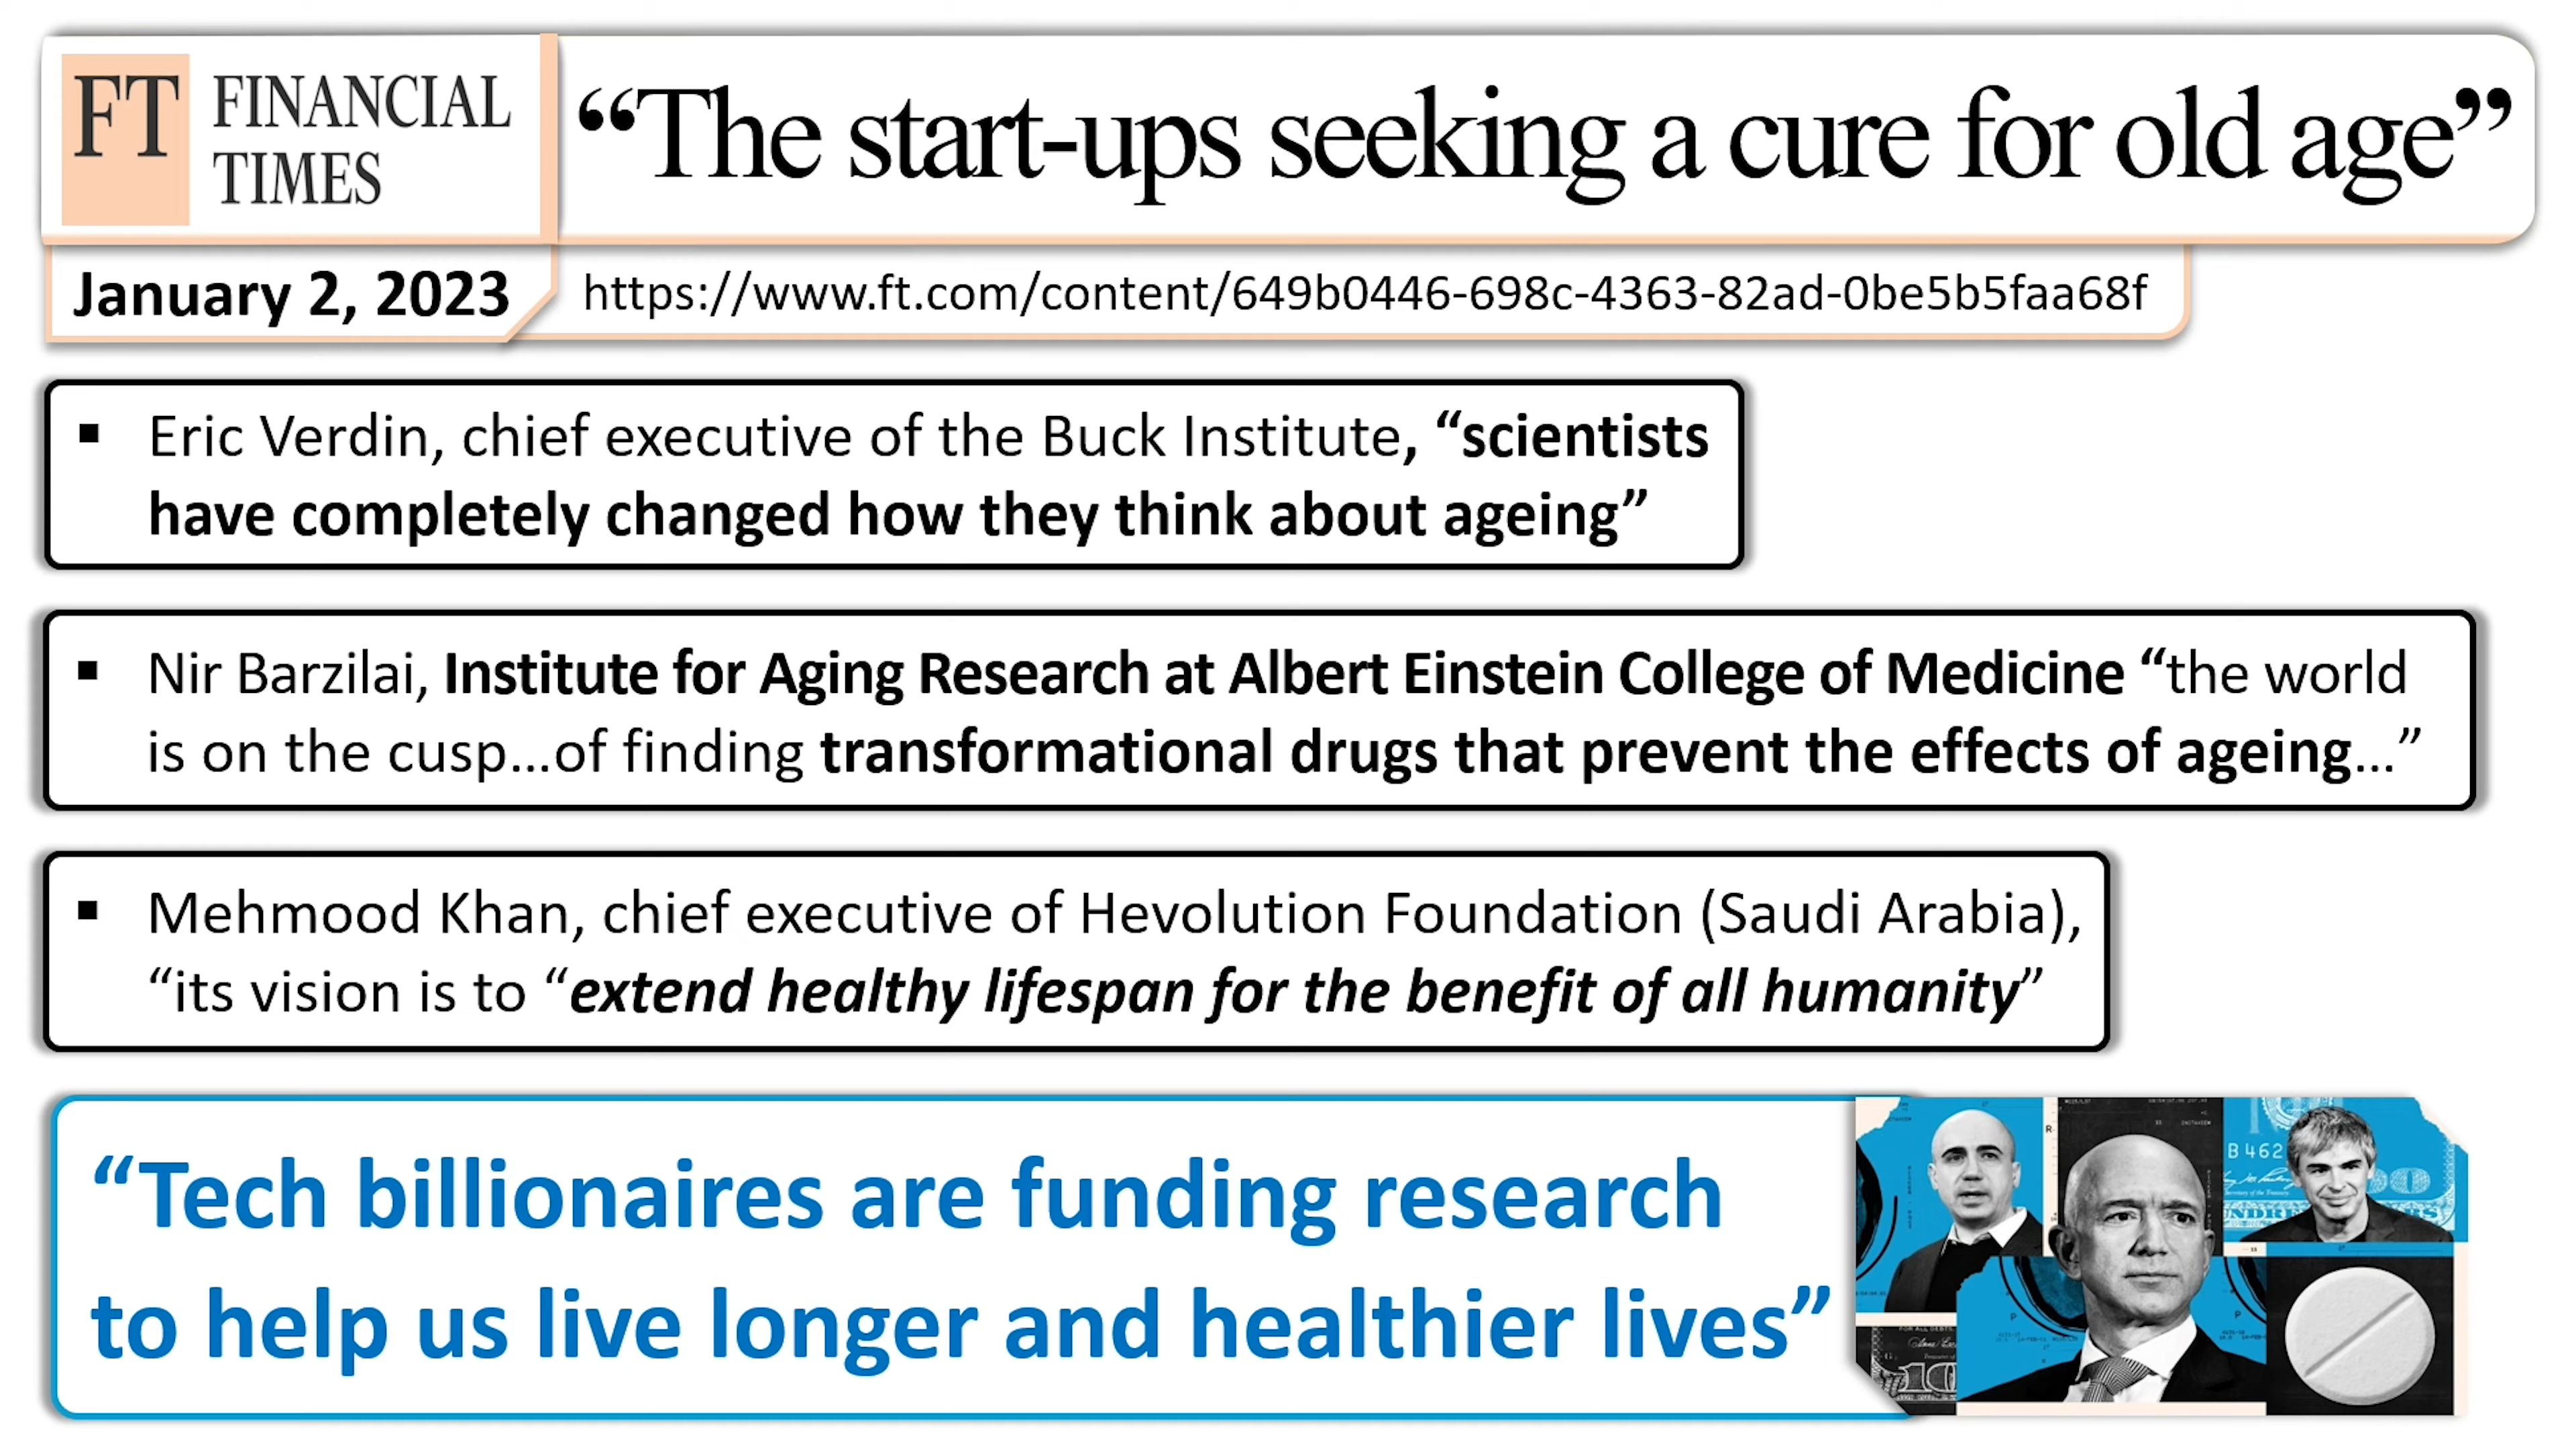 FT FINANCIAL
TIMES
“The start-ups seeking a cure for old age”
January 2, 2023
https://www.ft.com/content/649b0446-698c-4363-82ad-0be5b5faa68f
▪ Eric Verdin, chief executive of the Buck Institute, “scientists
have completely changed how they think about ageing”
▪ Nir Barzilai, Institute for Aging Research at Albert Einstein College of Medicine “the world
is on the cusp...of finding transformational drugs that prevent the effects of ageing...”
▪ Mehmood Khan, chief executive of Hevolution Foundation (Saudi Arabia),
“its vision is to “extend healthy lifespan for the benefit of all humanity”
“Tech billionaires are funding research
to help us live longer and healthier lives”
B 462